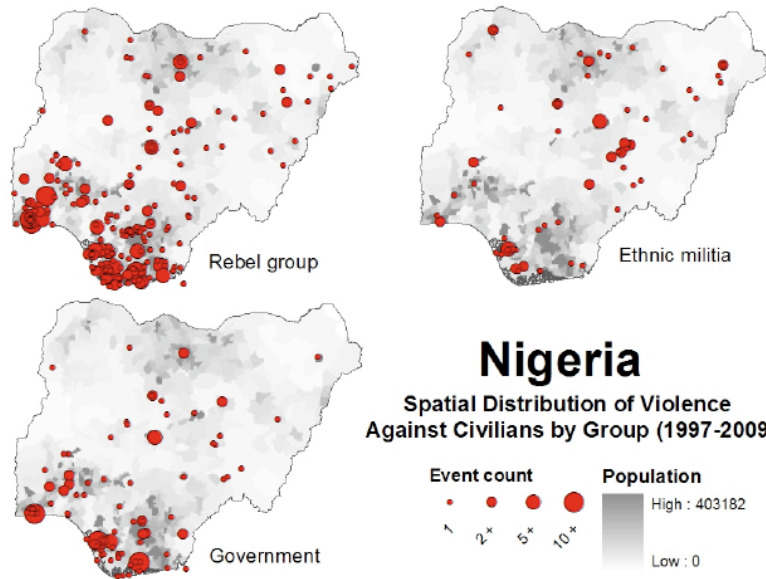 Rebel group
Ethnic militia
Government
Nigeria
Spatial Distribution of Violence
Against Civilians by Group (1997-2009
Event count
1
2+
5+
10+
Population
High : 403182
Low : 0